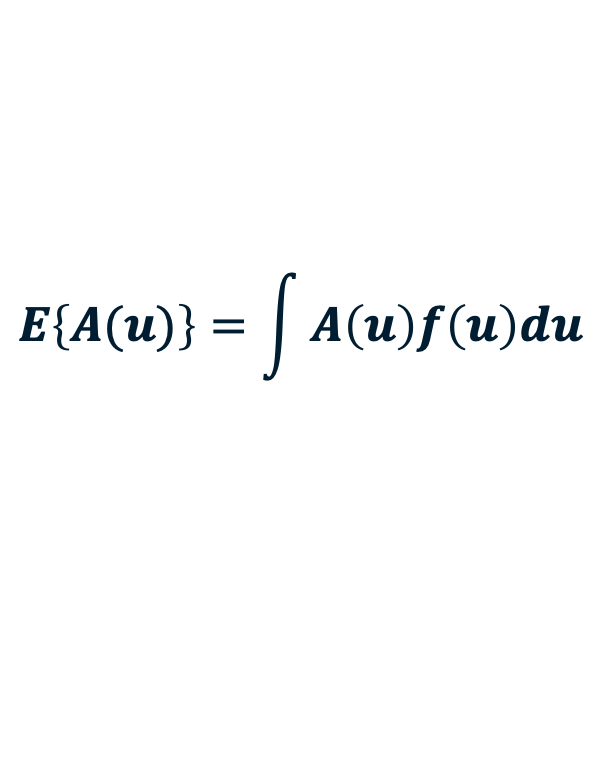 E{A(u)} = ∫ A(u)f(u)du